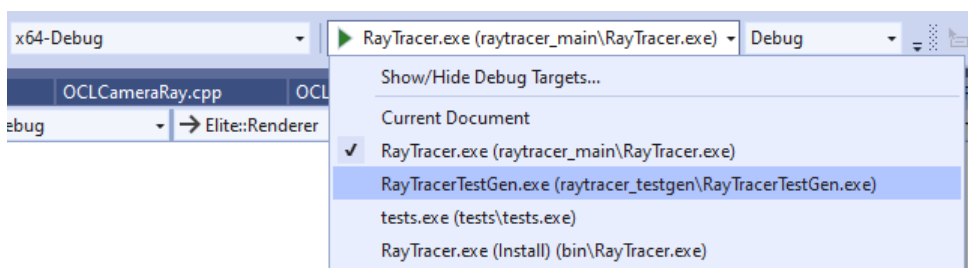 x64-Debug RayTracer.exe (raytracer_main\RayTracer.exe) Debug
Show/Hide Debug Targets...
OCLCameraRay.cpp OCL
Current Document
ebug → Elite::Renderer
✓ RayTracer.exe (raytracer_main\RayTracer.exe)
RayTracerTestGen.exe (raytracer_testgen\RayTracerTestGen.exe)
tests.exe (tests\tests.exe)
RayTracer.exe (Install) (bin\RayTracer.exe)